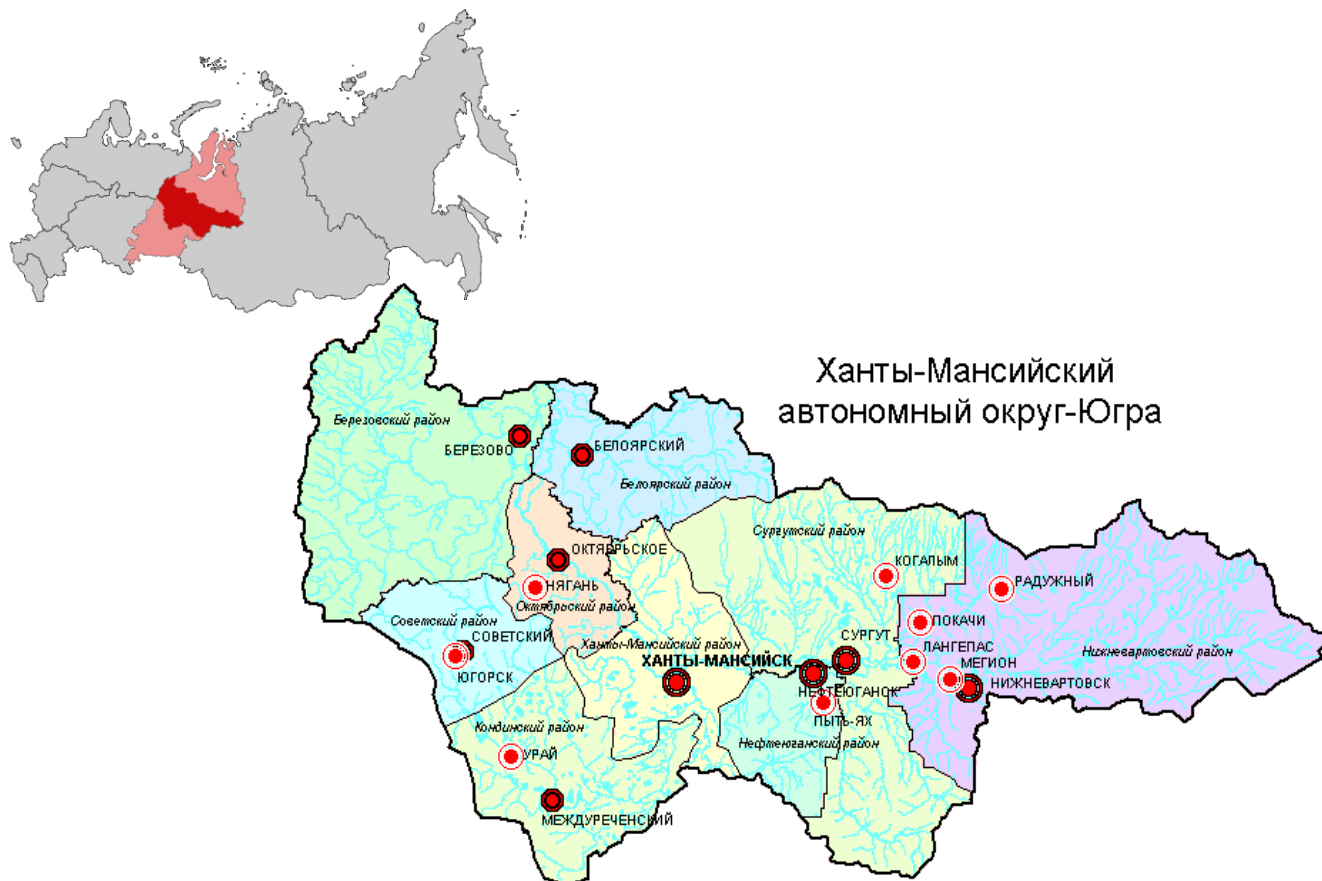 Ханты-Мансийский
автономный округ-Югра
Березовский район
БЕРЕЗОВО
БЕЛОЯРСКИЙ
Белоярский район
Сургутский район
ОКТЯБРЬСКОЕ
КОГАЛЫМ
НЯГАНЬ
РАДУЖНЫЙ
Октябрьский район
Советский район
ПОКАЧИ
СОВЕТСКИЙ
СУРГУТ
Ханты-Мансийский район
ЛАНГЕПАС
Нижневартовский район
ХАНТЫ-МАНСИЙСК
МЕГИОН
ЮГОРСК
НИЖНЕВАРТОВСК
НЕФТЕЮГАНСК
ПЫТЬ-ЯХ
Кондинский район
Нефтеюганский район
УРАЙ
МЕЖДУРЕЧЕНСКИЙ